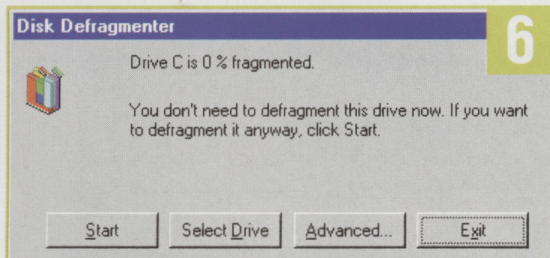 Disk Defragmenter
6
Drive C is 0 % fragmented.
You don't need to defragment this drive now. If you want
to defragment it anyway, click Start.
Start
Select Drive
Advanced...
Exit